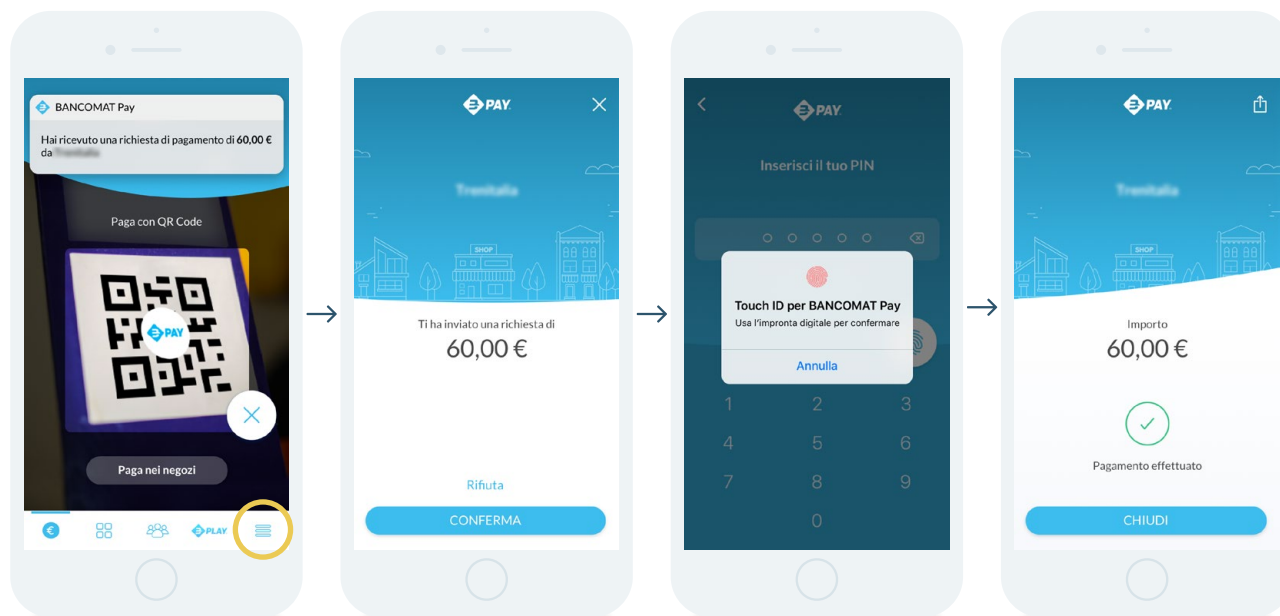 BANCOMAT Pay
Hai ricevuto una richiesta di pagamento di 60,00 €
da Trenitalia
Paga con QR Code
PAY
Paga nei negozi
€
PLAY
PAY
Trenitalia
SHOP
Ti ha inviato una richiesta di
60,00 €
Rifiuta
CONFERMA
PAY
Inserisci il tuo PIN
Touch ID per BANCOMAT Pay
Usa l'impronta digitale per confermare
Annulla
1 2 3
4 5 6
7 8 9
0
PAY
Trenitalia
SHOP
Importo
60,00 €
Pagamento effettuato
CHIUDI